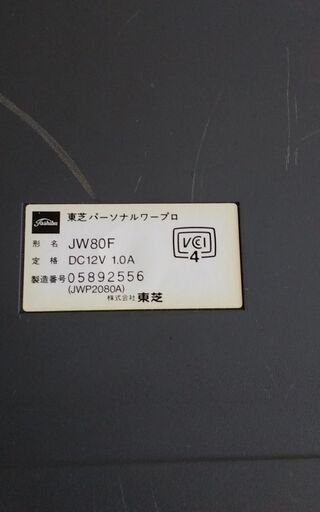 Toshiba 東芝パーソナルワープロ
形名 JW80F
定格 DC12V 1.0A
製造番号 05892556
(JWP2080A)
株式会社 東芝
VCI
4